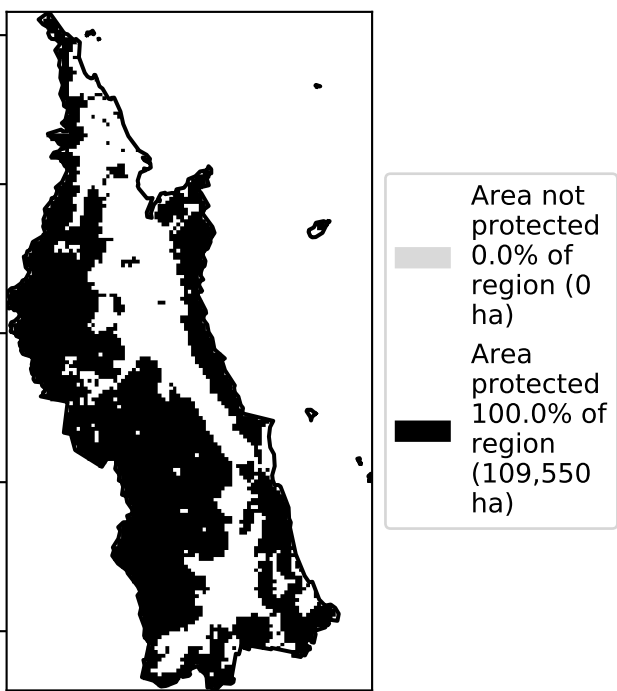 Area not
protected
0.0% of
region (0
ha)
Area
protected
100.0% of
region
(109,550
ha)